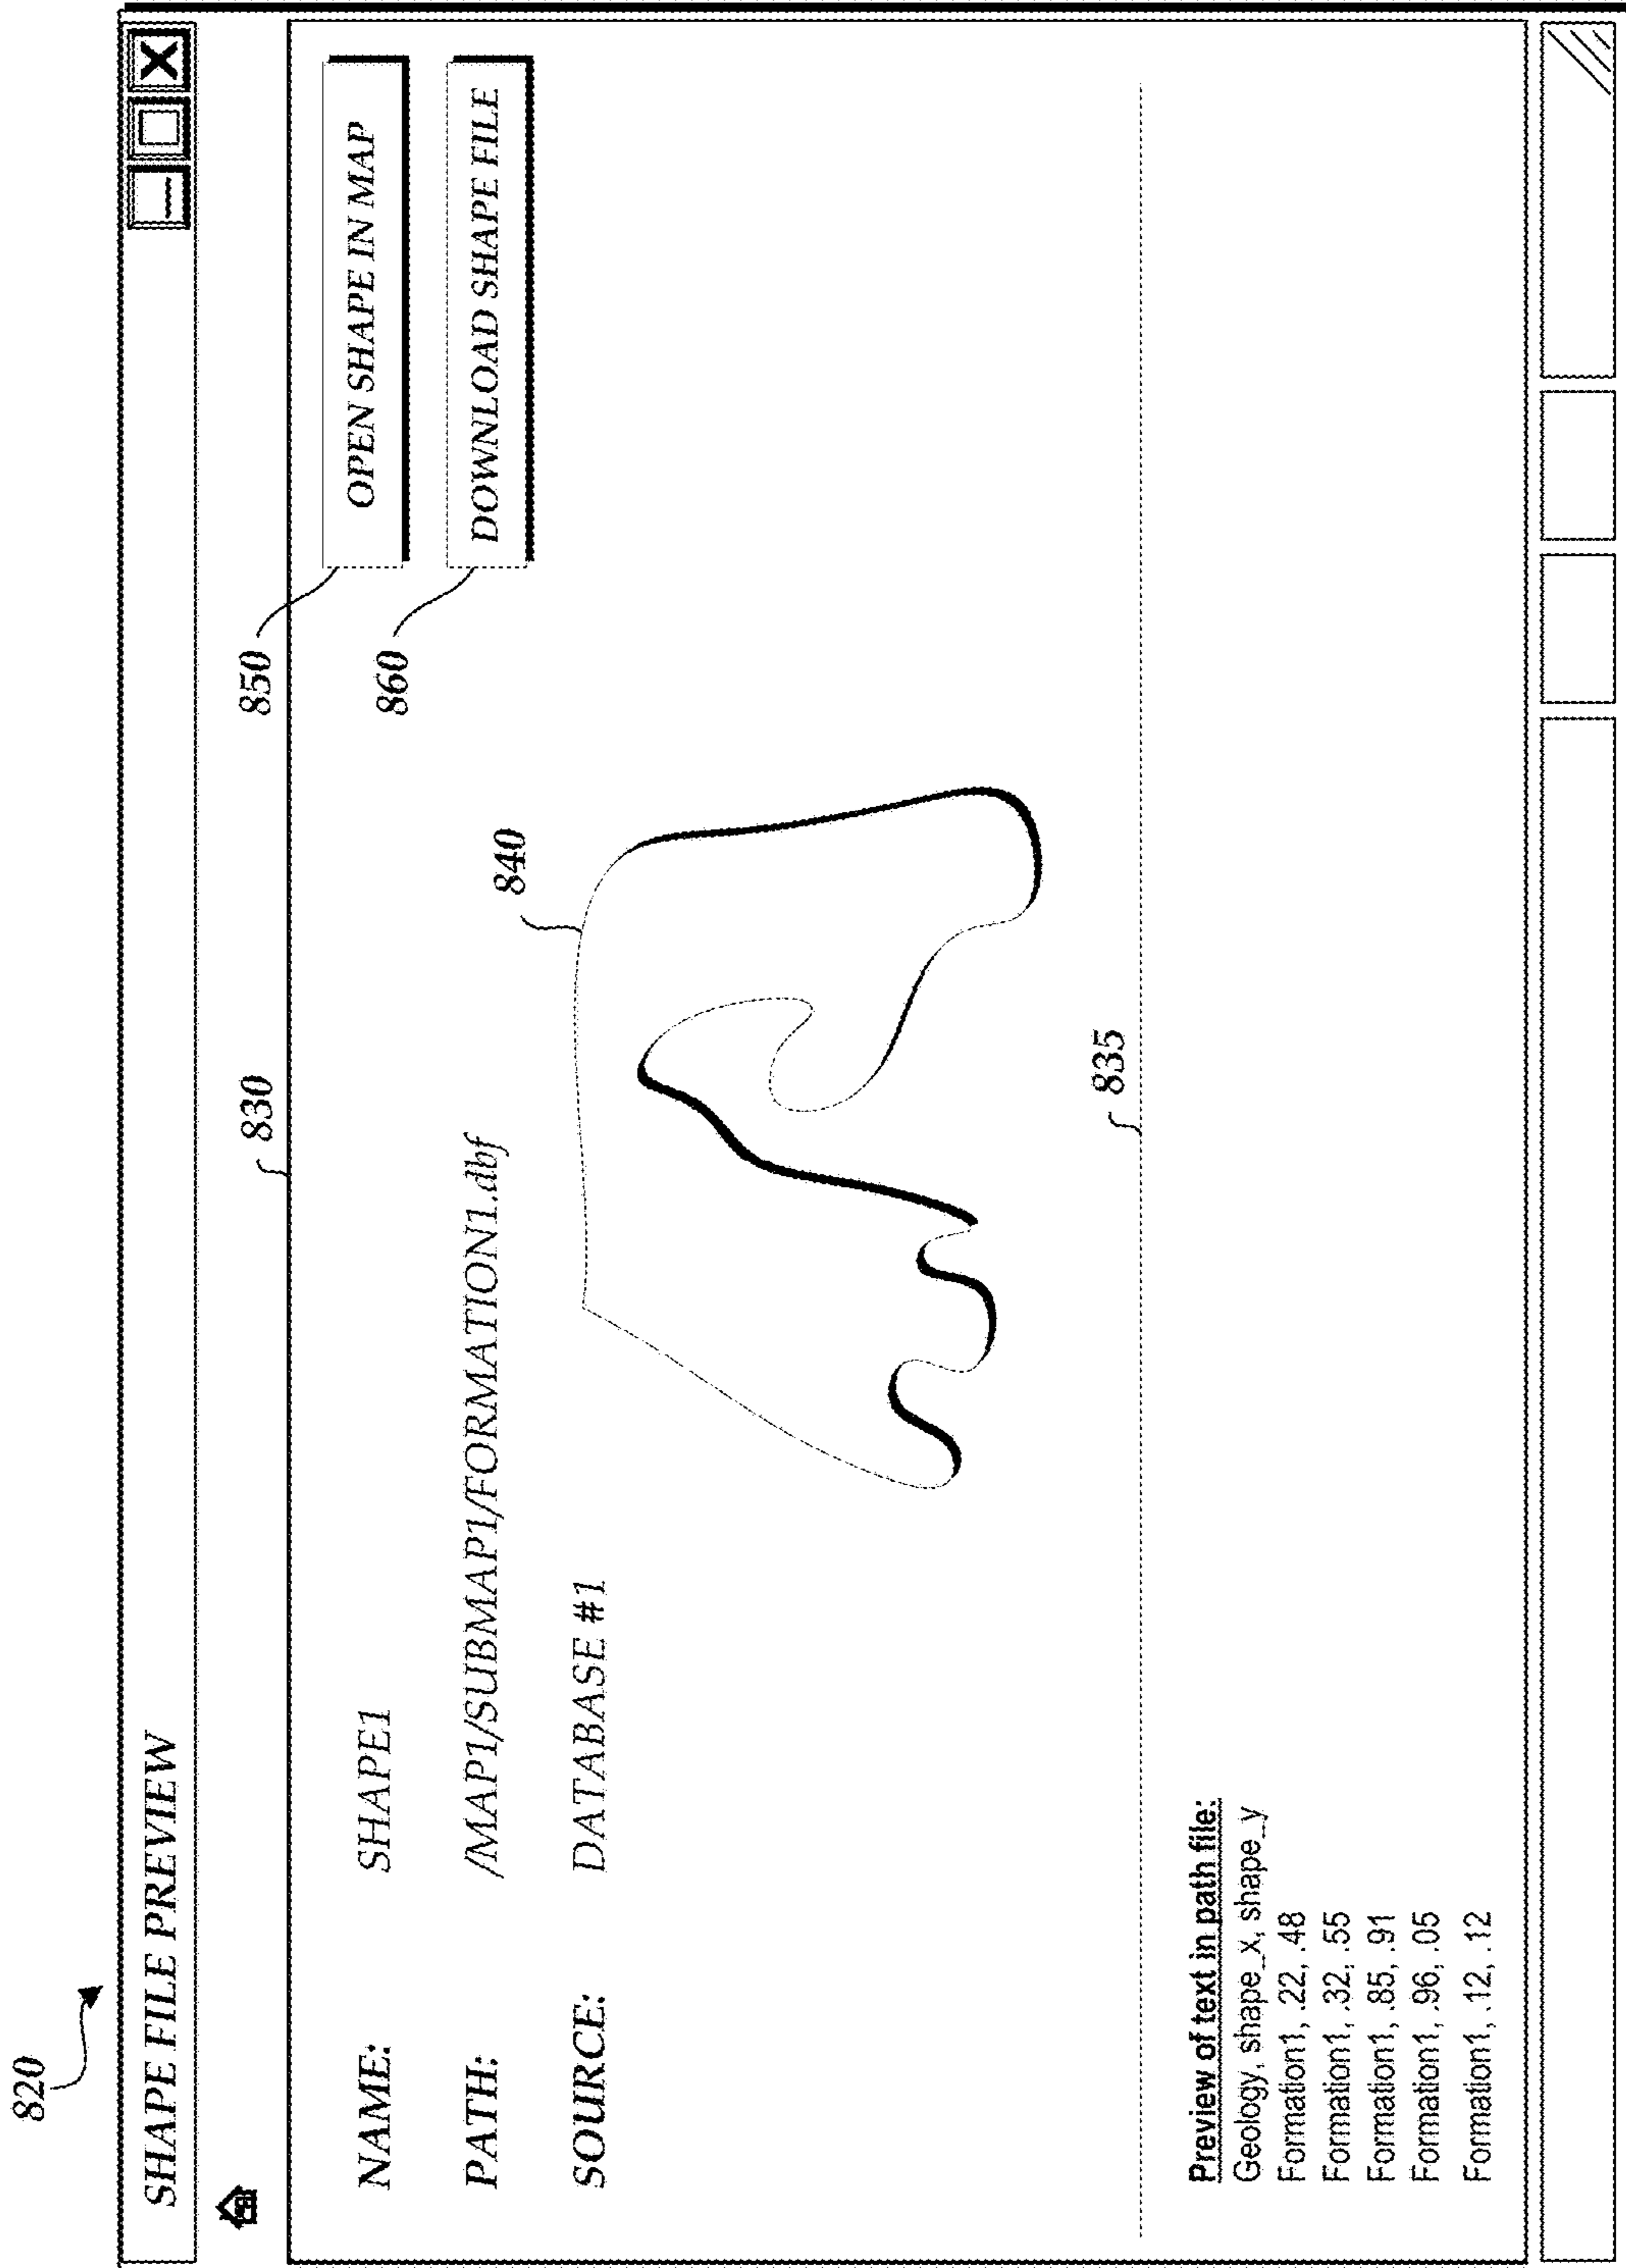 820
SHAPE FILE PREVIEW
830
850
OPEN SHAPE IN MAP
NAME: SHAPE1
860
DOWNLOAD SHAPE FILE
PATH: /MAP1/SUBMAP1/FORMATION1.dbf
840
SOURCE: DATABASE #1
835
Preview of text in path file:
Geology, shape_x, shape_y
Formation1, .22, .48
Formation1, .32, .55
Formation1, .85, .91
Formation1, .96, .05
Formation1, .12, .12